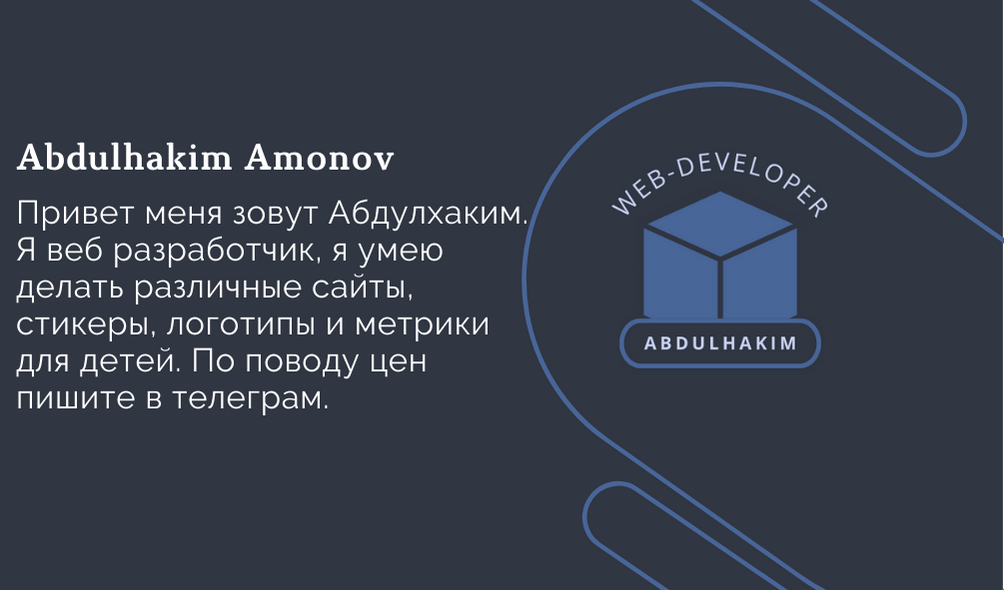 Abdulhakim Amonov
Привет меня зовут Абдулхаким.
Я веб разработчик, я умею
делать различные сайты,
стикеры, логотипы и метрики
для детей. По поводу цен
пишите в телеграм.
WEB-DEVELOPER
ABDULHAKIM